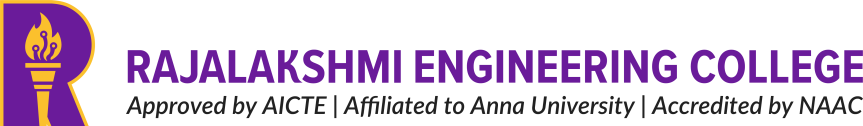 RAJALAKSHMI ENGINEERING COLLEGE
Approved by AICTE | Affiliated to Anna University | Accredited by NAAC